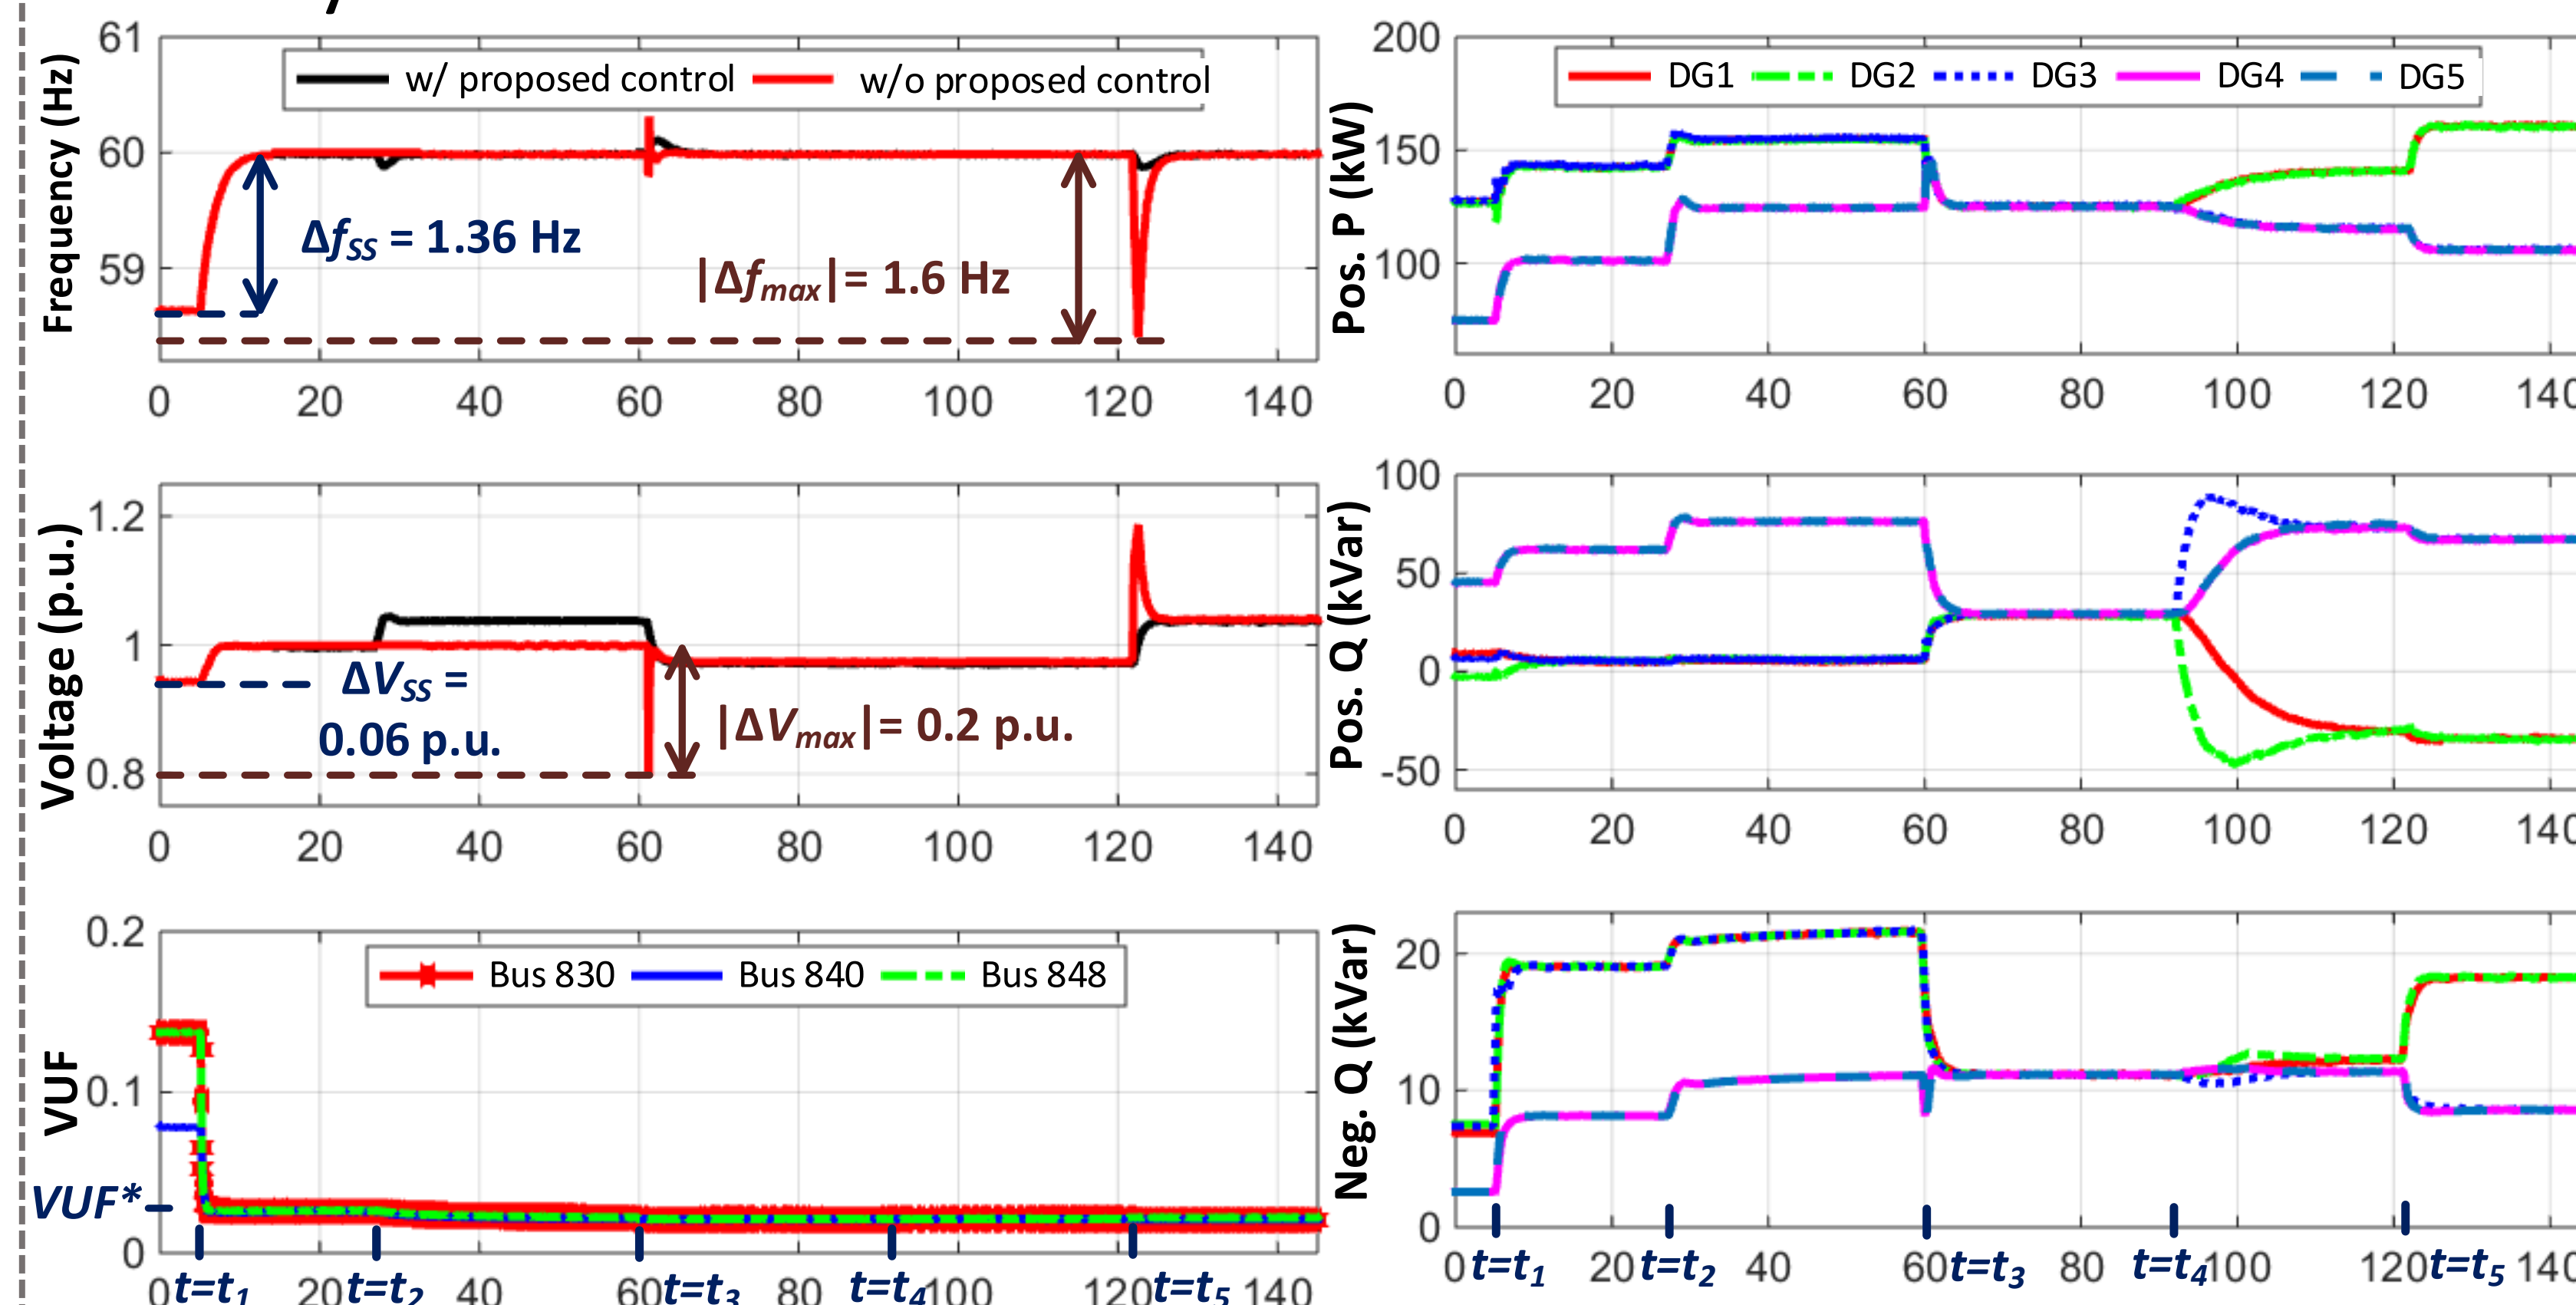 Frequency (Hz)
61
60
59
w/ proposed control
w/o proposed control
ΔfSS = 1.36 Hz
|Δfmax|= 1.6 Hz
0 20 40 60 80 100 120 140
Pos. P (kW)
200
150
100
DG1 DG2 DG3 DG4 DG5
0 20 40 60 80 100 120 140
Voltage (p.u.)
1.2
1
0.8
ΔVSS =
0.06 p.u.
|ΔVmax|= 0.2 p.u.
0 20 40 60 80 100 120 140
Pos. Q (kVar)
100
50
0
-50
0 20 40 60 80 100 120 140
VUF
0.2
0.1
VUF*
0
Bus 830 Bus 840 Bus 848
0 t=t1 20 t=t2 40 60 t=t3 80 t=t4 100 120 t=t5 140
Neg. Q (kVar)
20
10
0
0 t=t1 20 t=t2 40 60 t=t3 80 t=t4 100 120 t=t5